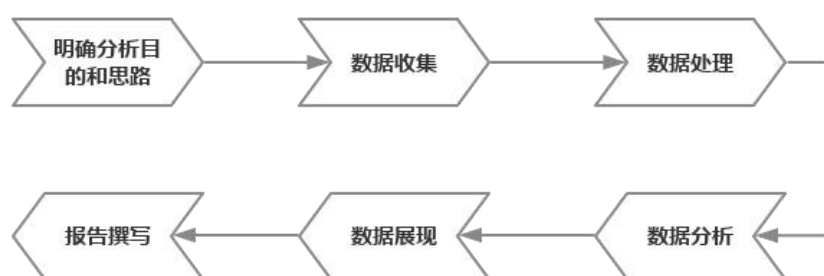 明确分析目
的和思路
数据收集
数据处理
数据分析
数据展现
报告撰写